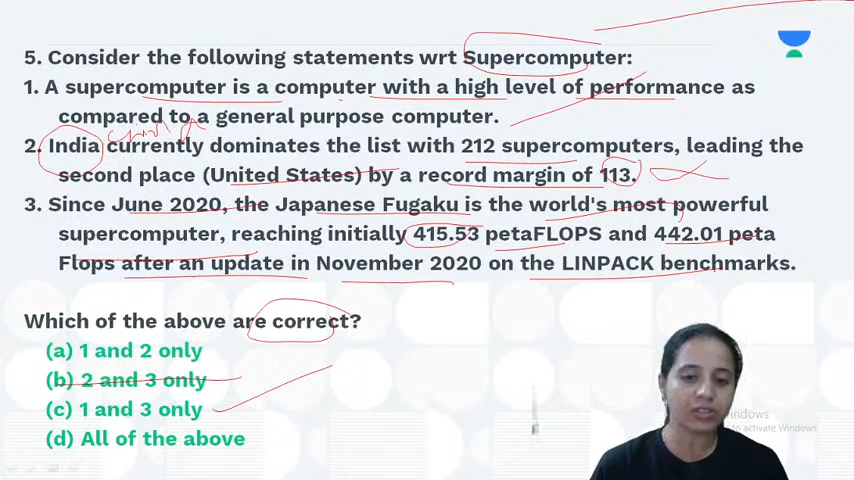 5. Consider the following statements wrt Supercomputer:
1. A supercomputer is a computer with a high level of performance as
compared to a general purpose computer.
China
2. India currently dominates the list with 212 supercomputers, leading the
second place (United States) by a record margin of 113.
3. Since June 2020, the Japanese Fugaku is the world's most powerful
supercomputer, reaching initially 415.53 petaFLOPS and 442.01 peta
Flops after an update in November 2020 on the LINPACK benchmarks.
Which of the above are correct?
(a) 1 and 2 only
(b) 2 and 3 only
(c) 1 and 3 only
(d) All of the above
indows
to activate Windows